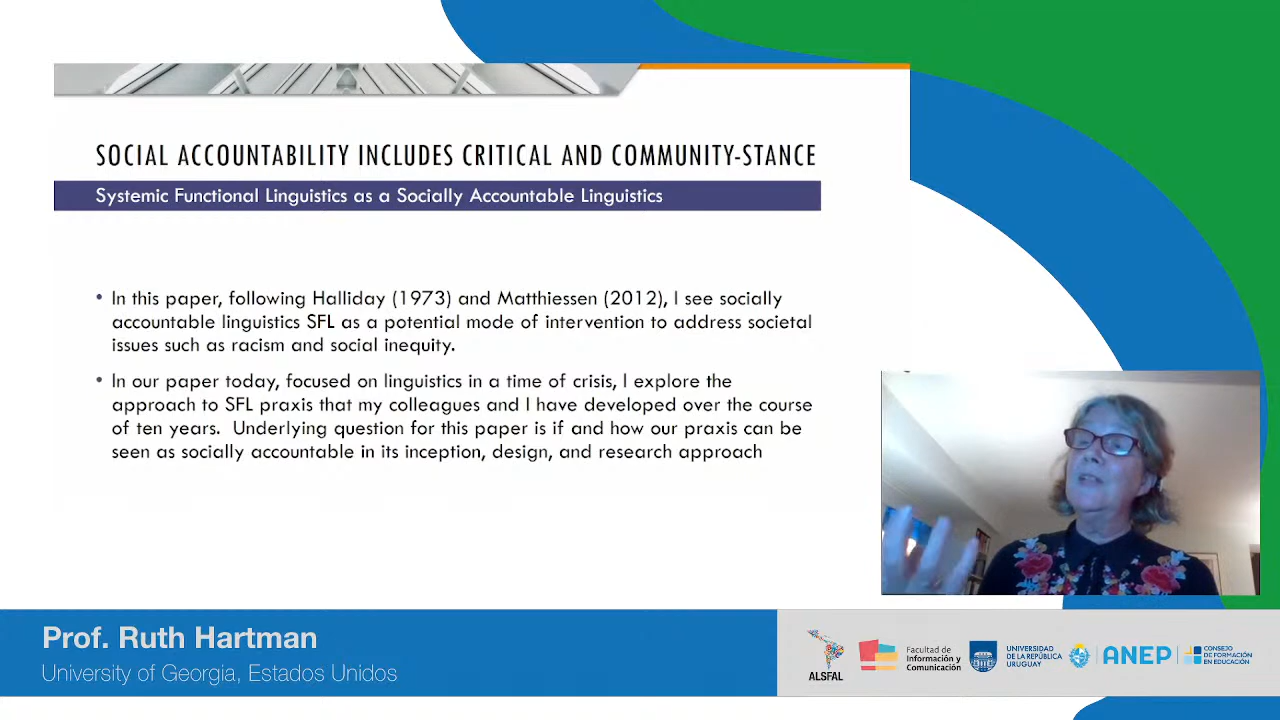 SOCIAL ACCOUNTABILITY INCLUDES CRITICAL AND COMMUNITY-STANCE
Systemic Functional Linguistics as a Socially Accountable Linguistics
• In this paper, following Halliday (1973) and Matthiessen (2012), I see socially
accountable linguistics SFL as a potential mode of intervention to address societal
issues such as racism and social inequity.
• In our paper today, focused on linguistics in a time of crisis, I explore the
approach to SFL praxis that my colleagues and I have developed over the course
of ten years. Underlying question for this paper is if and how our praxis can be
seen as socially accountable in its inception, design, and research approach
Prof. Ruth Hartman
University of Georgia, Estados Unidos
ALSFAL
Facultad de
Información y
Comunicación
UNIVERSIDAD
DE LA REPÚBLICA
URUGUAY
ANEP
CONSEJO
DE FORMACIÓN
EN EDUCACIÓN